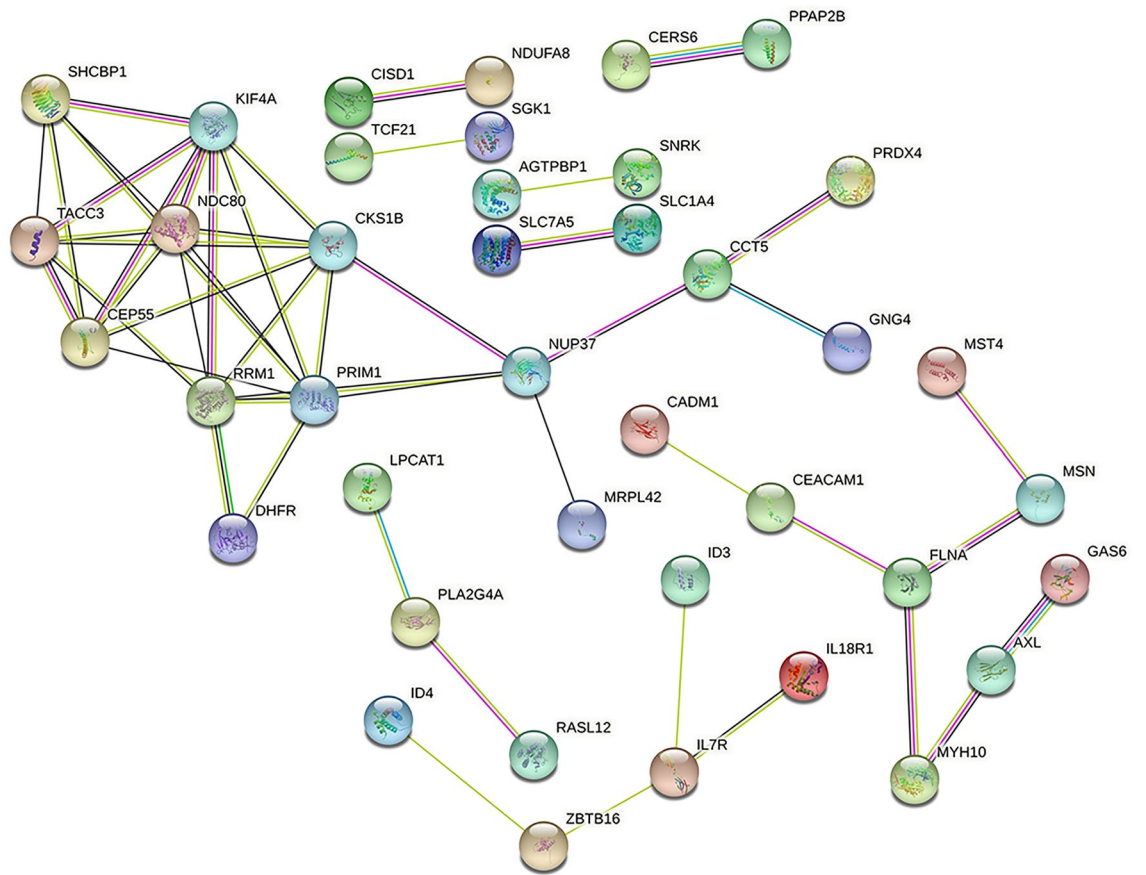 PPAP2B
CERS6
NDUFA8
SHCBP1
CISD1
KIF4A
SGK1
TCF21
SNRK
PRDX4
AGTPBP1
NDC80
SLC1A4
TACC3
CKS1B
SLC7A5
CCT5
CEP55
GNG4
NUP37
MST4
RRM1
PRIM1
CADM1
LPCAT1
CEACAM1
MSN
DHFR
MRPL42
ID3
FLNA
GAS6
PLA2G4A
AXL
IL18R1
ID4
RASL12
IL7R
MYH10
ZBTB16